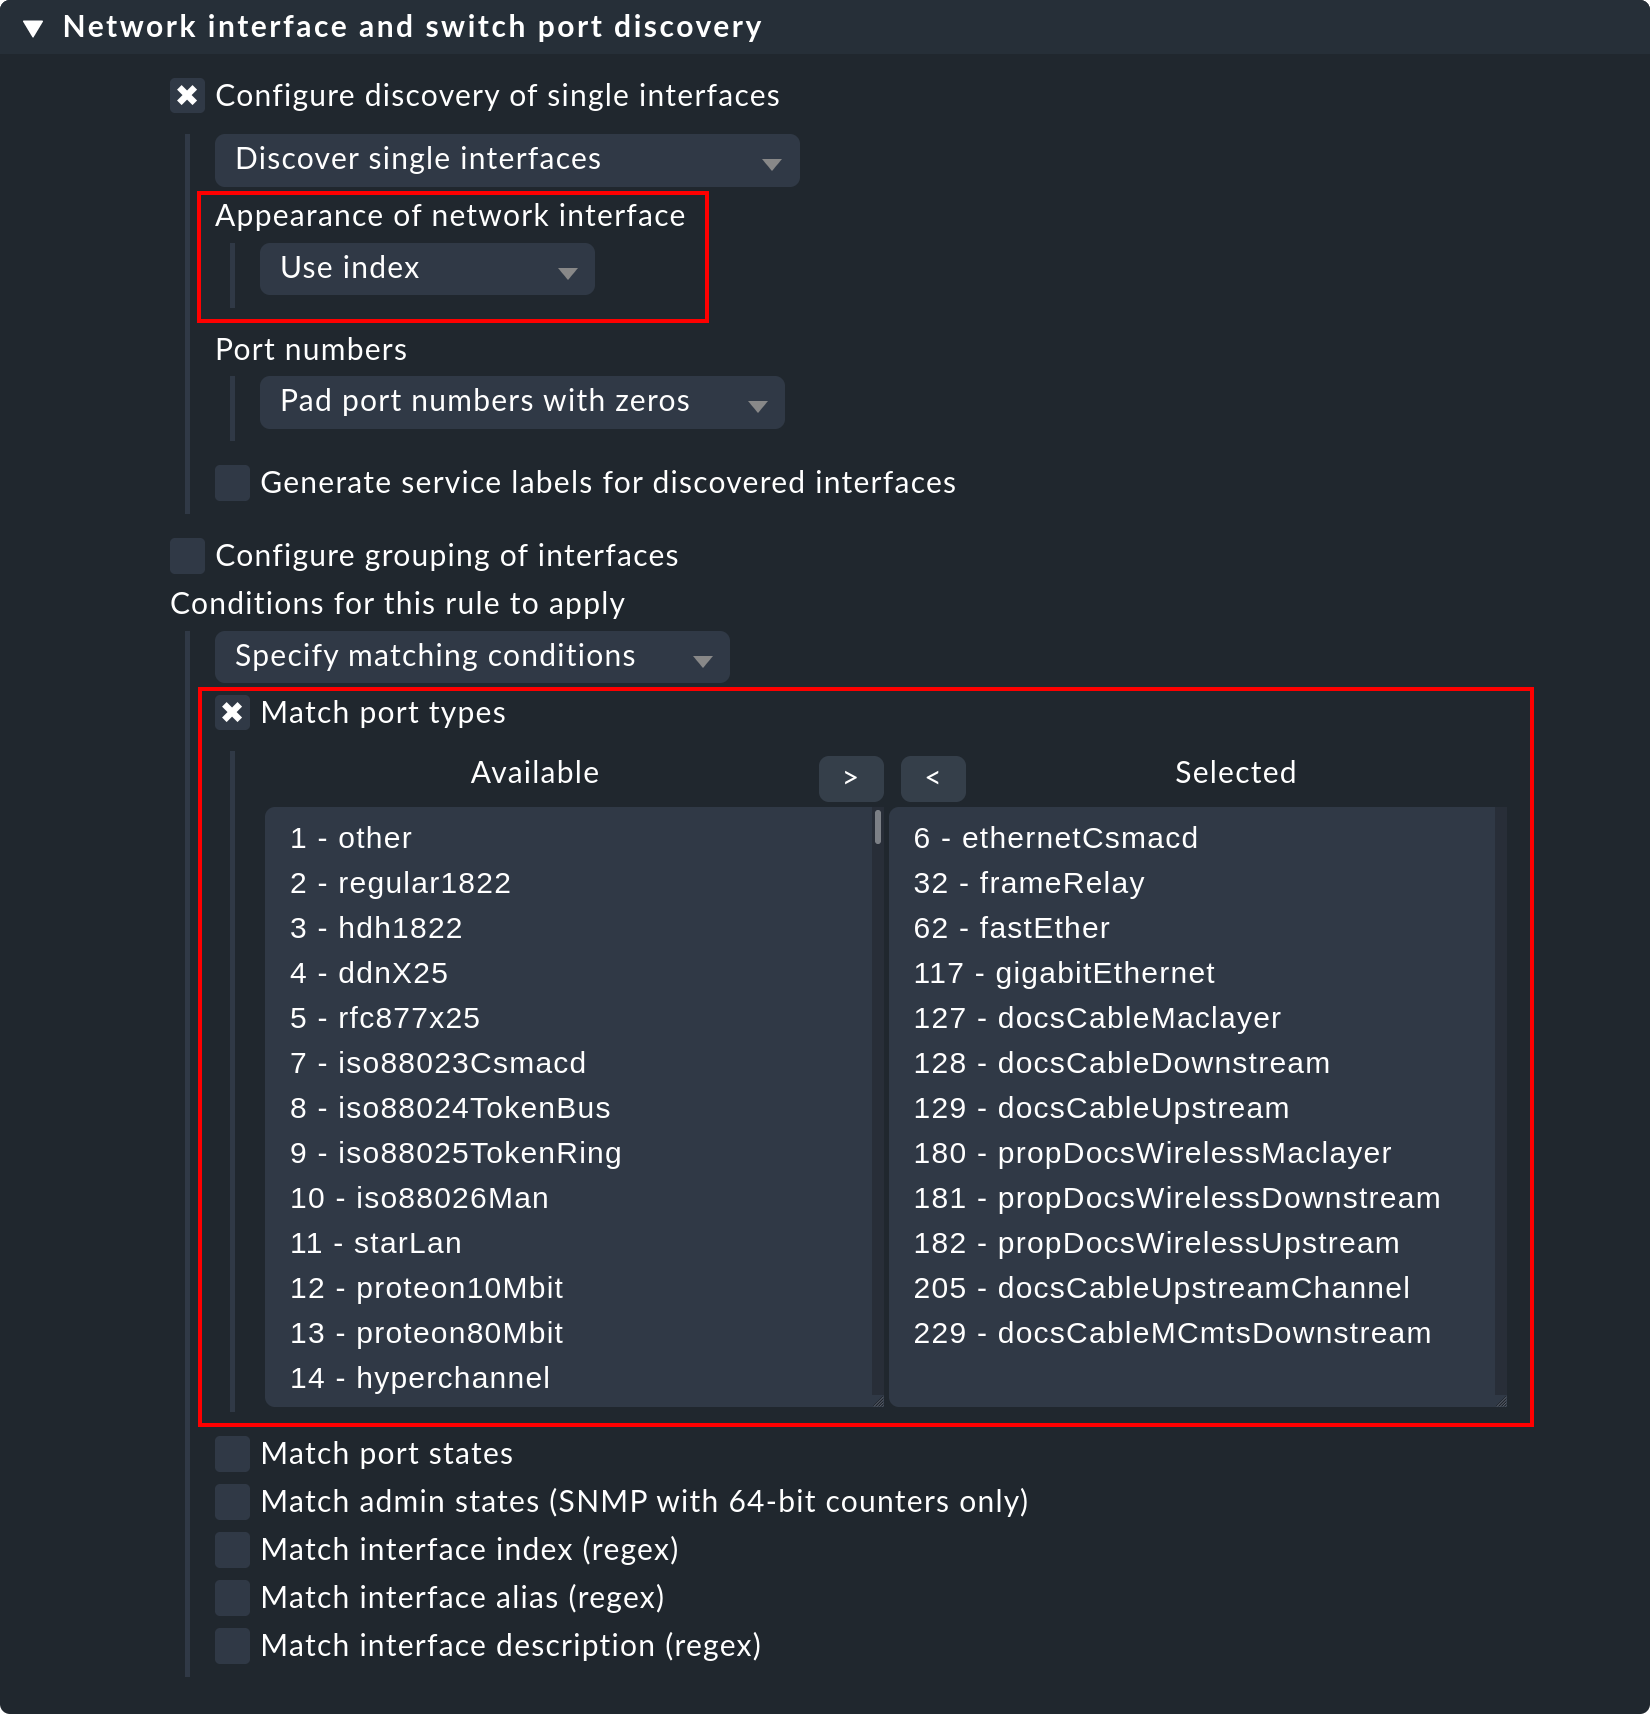 Network interface and switch port discovery
Configure discovery of single interfaces
Discover single interfaces
Appearance of network interface
Use index
Port numbers
Pad port numbers with zeros
Generate service labels for discovered interfaces
Configure grouping of interfaces
Conditions for this rule to apply
Specify matching conditions
Match port types
Available > < Selected
1 - other
2 - regular1822
3 - hdh1822
4 - ddnX25
5 - rfc877x25
7 - iso88023Csmacd
8 - iso88024TokenBus
9 - iso88025TokenRing
10 - iso88026Man
11 - starLan
12 - proteon10Mbit
13 - proteon80Mbit
14 - hyperchannel
6 - ethernetCsmacd
32 - frameRelay
62 - fastEther
117 - gigabitEthernet
127 - docsCableMaclayer
128 - docsCableDownstream
129 - docsCableUpstream
180 - propDocsWirelessMaclayer
181 - propDocsWirelessDownstream
182 - propDocsWirelessUpstream
205 - docsCableUpstreamChannel
229 - docsCableMCmtsDownstream
Match port states
Match admin states (SNMP with 64-bit counters only)
Match interface index (regex)
Match interface alias (regex)
Match interface description (regex)